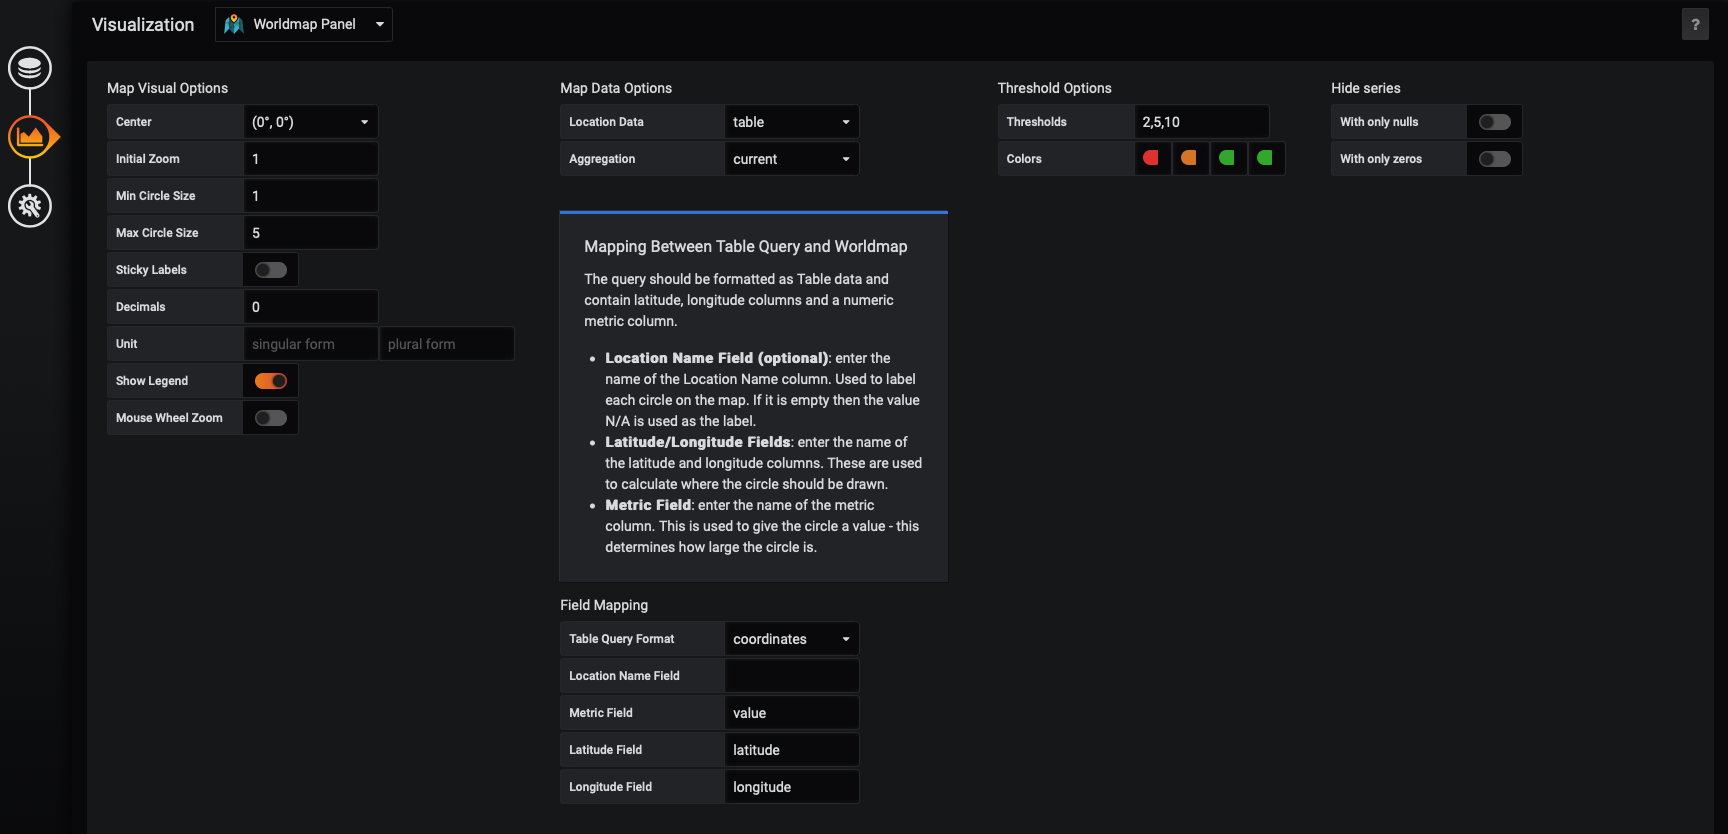 Visualization
Worldmap Panel
?
Map Visual Options
Center
(0°, 0°)
Initial Zoom
1
Min Circle Size
1
Max Circle Size
5
Sticky Labels
Decimals
0
Unit
singular form
plural form
Show Legend
Mouse Wheel Zoom
Map Data Options
Location Data
table
Aggregation
current
Mapping Between Table Query and Worldmap
The query should be formatted as Table data and
contain latitude, longitude columns and a numeric
metric column.
• Location Name Field (optional): enter the
name of the Location Name column. Used to label
each circle on the map. If it is empty then the value
N/A is used as the label.
• Latitude/Longitude Fields: enter the name of
the latitude and longitude columns. These are used
to calculate where the circle should be drawn.
• Metric Field: enter the name of the metric
column. This is used to give the circle a value - this
determines how large the circle is.
Field Mapping
Table Query Format
coordinates
Location Name Field
Metric Field
value
Latitude Field
latitude
Longitude Field
longitude
Threshold Options
Thresholds
2,5,10
Colors
Hide series
With only nulls
With only zeros